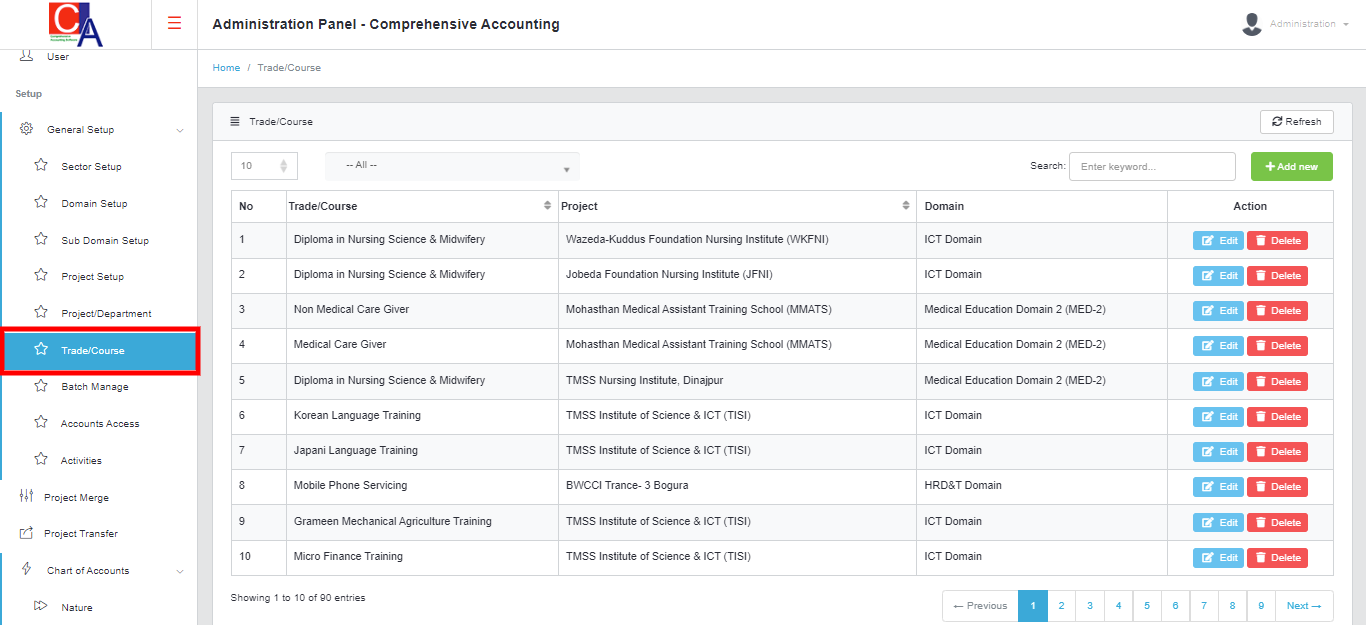 CA
Administration Panel - Comprehensive Accounting
Administration
User
Setup
General Setup
Sector Setup
Domain Setup
Sub Domain Setup
Project Setup
Project/Department
Trade/Course
Batch Manage
Accounts Access
Activities
Project Merge
Project Transfer
Chart of Accounts
Nature
Home / Trade/Course
Trade/Course
Refresh
10 -- All -- Search: Enter keyword... Add new
No Trade/Course Project Domain Action
1 Diploma in Nursing Science & Midwifery Wazeda-Kuddus Foundation Nursing Institute (WKFNI) ICT Domain Edit Delete
2 Diploma in Nursing Science & Midwifery Jobeda Foundation Nursing Institute (JFNI) ICT Domain Edit Delete
3 Non Medical Care Giver Mohasthan Medical Assistant Training School (MMATS) Medical Education Domain 2 (MED-2) Edit Delete
4 Medical Care Giver Mohasthan Medical Assistant Training School (MMATS) Medical Education Domain 2 (MED-2) Edit Delete
5 Diploma in Nursing Science & Midwifery TMSS Nursing Institute, Dinajpur Medical Education Domain 2 (MED-2) Edit Delete
6 Korean Language Training TMSS Institute of Science & ICT (TISI) ICT Domain Edit Delete
7 Japani Language Training TMSS Institute of Science & ICT (TISI) ICT Domain Edit Delete
8 Mobile Phone Servicing BWCCI Trance- 3 Bogura HRD&T Domain Edit Delete
9 Grameen Mechanical Agriculture Training TMSS Institute of Science & ICT (TISI) ICT Domain Edit Delete
10 Micro Finance Training TMSS Institute of Science & ICT (TISI) ICT Domain Edit Delete
Showing 1 to 10 of 90 entries
← Previous 1 2 3 4 5 6 7 8 9 Next →